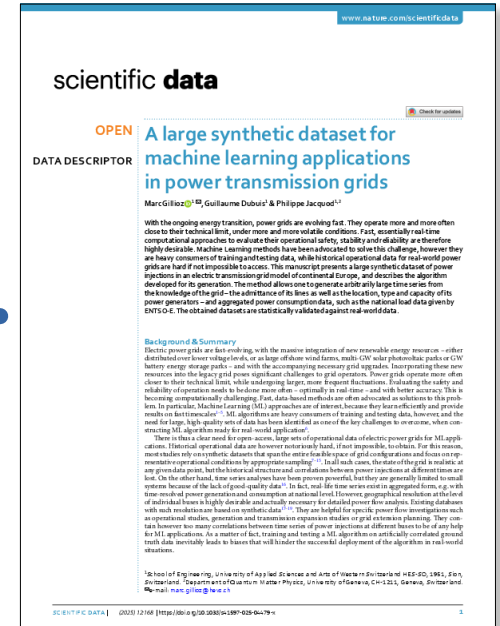 www.nature.com/scientificdata
scientific data
Check for updates
OPEN
DATA DESCRIPTOR
A large synthetic dataset for
machine learning applications
in power transmission grids
Marc Gillioz 1 ✉, Guillaume Dubuis1 & Philippe Jacquod1,2
With the ongoing energy transition, power grids are evolving fast. They operate more and more often
close to their technical limit, under more and more volatile conditions. Fast, essentially real-time
computational approaches to evaluate their operational safety, stability and reliability are therefore
highly desirable. Machine Learning methods have been advocated to solve this challenge, however they
are heavy consumers of training and testing data, while historical operational data for real-world power
grids are hard if not impossible to access. This manuscript presents a large synthetic dataset of power
injections in an electric transmission grid model of continental Europe, and describes the algorithm
developed for its generation. The method allows one to generate arbitrarily large time series from
the knowledge of the grid – the admittance of its lines as well as the location, type and capacity of its
power generators – and aggregated power consumption data, such as the national load data given by
ENTSO-E. The obtained datasets are statistically validated against real-world data.
Background & Summary
Electric power grids are fast-evolving, with the massive integration of new renewable energy resources – either
distributed over lower voltage levels, or as large offshore wind farms, multi-GW solar photovoltaic parks or GW
battery energy storage parks – and with the accompanying necessary grid upgrades. Incorporating these new
resources into the legacy grid poses significant challenges to grid operators. Power grids operate more often
closer to their technical limit, while undergoing larger, more frequent fluctuations. Evaluating the safety and
reliability of operation needs to be done more often – optimally in real-time – and with better accuracy. This is
becoming computationally challenging. Fast, data-based methods are often advocated as solutions to this prob-
lem. In particular, Machine Learning (ML) approaches are of interest, because they learn efficiently and provide
results on fast timescales1–5. ML algorithms are heavy consumers of training and testing data, however, and the
need for large, high-quality sets of data has been identified as one of the key challenges to overcome, when con-
structing ML algorithm ready for real-world application6.
There is thus a clear need for open-access, large sets of operational data of electric power grids for ML appli-
cations. Historical operational data are however notoriously hard, if not impossible, to obtain. For this reason,
most studies rely on synthetic datasets that span the entire feasible space of grid configurations and focus on rep-
resentative operational conditions by appropriate sampling7–15. In all such cases, the state of the grid is realistic at
any given data point, but the historical structure and correlations between power injections at different times are
lost. On the other hand, time series analyses have been proven powerful, but they are generally limited to small
systems because of the lack of good-quality data16. In fact, real-life time series exist in aggregated form, e.g. with
time-resolved power generation and consumption at national level. However, geographical resolution at the level
of individual buses is highly desirable and actually necessary for detailed power flow analysis. Existing databases
with such resolution are based on synthetic data17–19. They are helpful for specific power flow investigations such
as operational studies, generation and transmission expansion studies or grid extension planning. They con-
tain however too many correlations between time series of power injections at different buses to be of any help
for ML applications. As a matter of fact, training and testing a ML algorithm on artificially correlated ground
truth data inevitably leads to biases that will hinder the successful deployment of the algorithm in real-world
situations.
1School of Engineering, University of Applied Sciences and Arts of Western Switzerland HES-SO, 1951, Sion,
Switzerland. 2Department of Quantum Matter Physics, University of Geneva, CH-1211, Geneva, Switzerland.
✉e-mail: marc.gillioz@hevs.ch
SCIENTIFIC DATA | (2025) 12:168 | https://doi.org/10.1038/s41597-025-04479-x
1